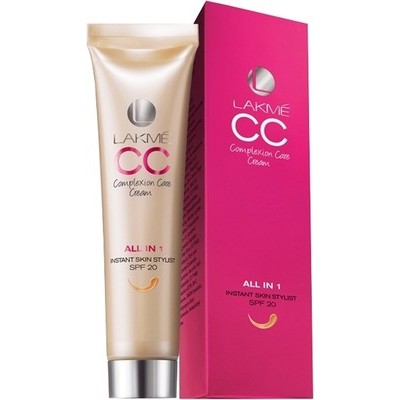 LAKMÉ
CC
Complexion Care
Cream
ALL IN 1
INSTANT SKIN STYLIST
SPF 20
LAKMÉ
CC
Complexion Care
Cream
ALL IN 1
INSTANT SKIN STYLIST
SPF 20